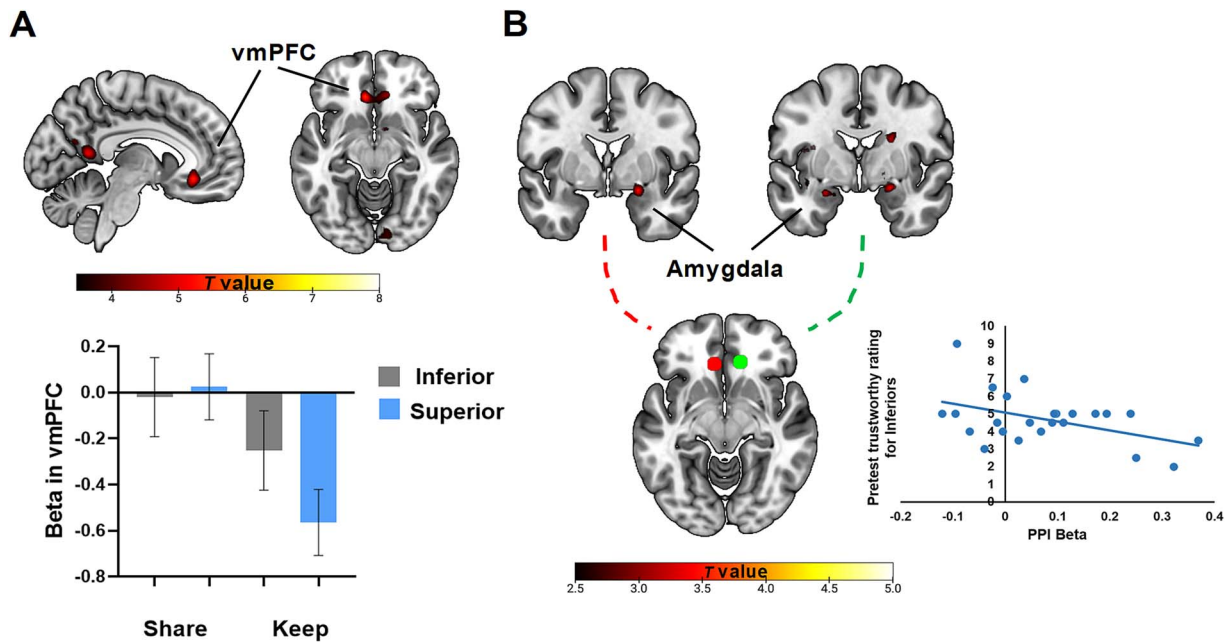 A
vmPFC
T value
4 5 6 7 8
Beta in vmPFC
0.2
0.0
-0.2
-0.4
-0.6
-0.8
Share Keep
Inferior
Superior
B
Amygdala
T value
2.5 3.0 3.5 4.0 4.5 5.0
Pretest trustworthy rating
for Inferiors
10
9
8
7
6
5
4
3
2
1
0
-0.2 -0.1 0 0.1 0.2 0.3 0.4
PPI Beta